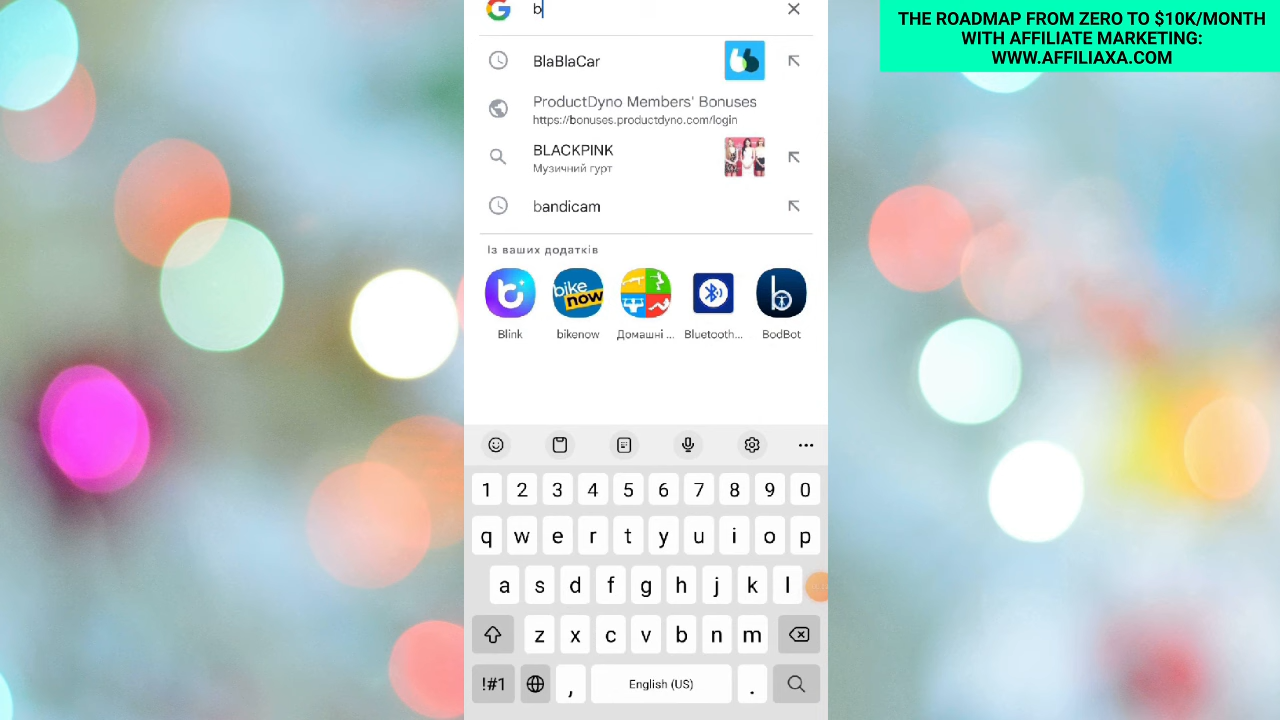 THE ROADMAP FROM ZERO TO $10K/MONTH
WITH AFFILIATE MARKETING:
WWW.AFFILIAXA.COM
b
BlaBlaCar
ProductDyno Members' Bonuses
https://bonuses.productdyno.com/login
BLACKPINK
Музичний гурт
bandicam
Із ваших додатків
bike
now
Blink
bikenow
Домашні ...
Bluetooth...
BodBot
1 2 3 4 5 6 7 8 9 0
q w e r t y u i o p
a s d f g h j k l
z x c v b n m
!#1 , English (US) .